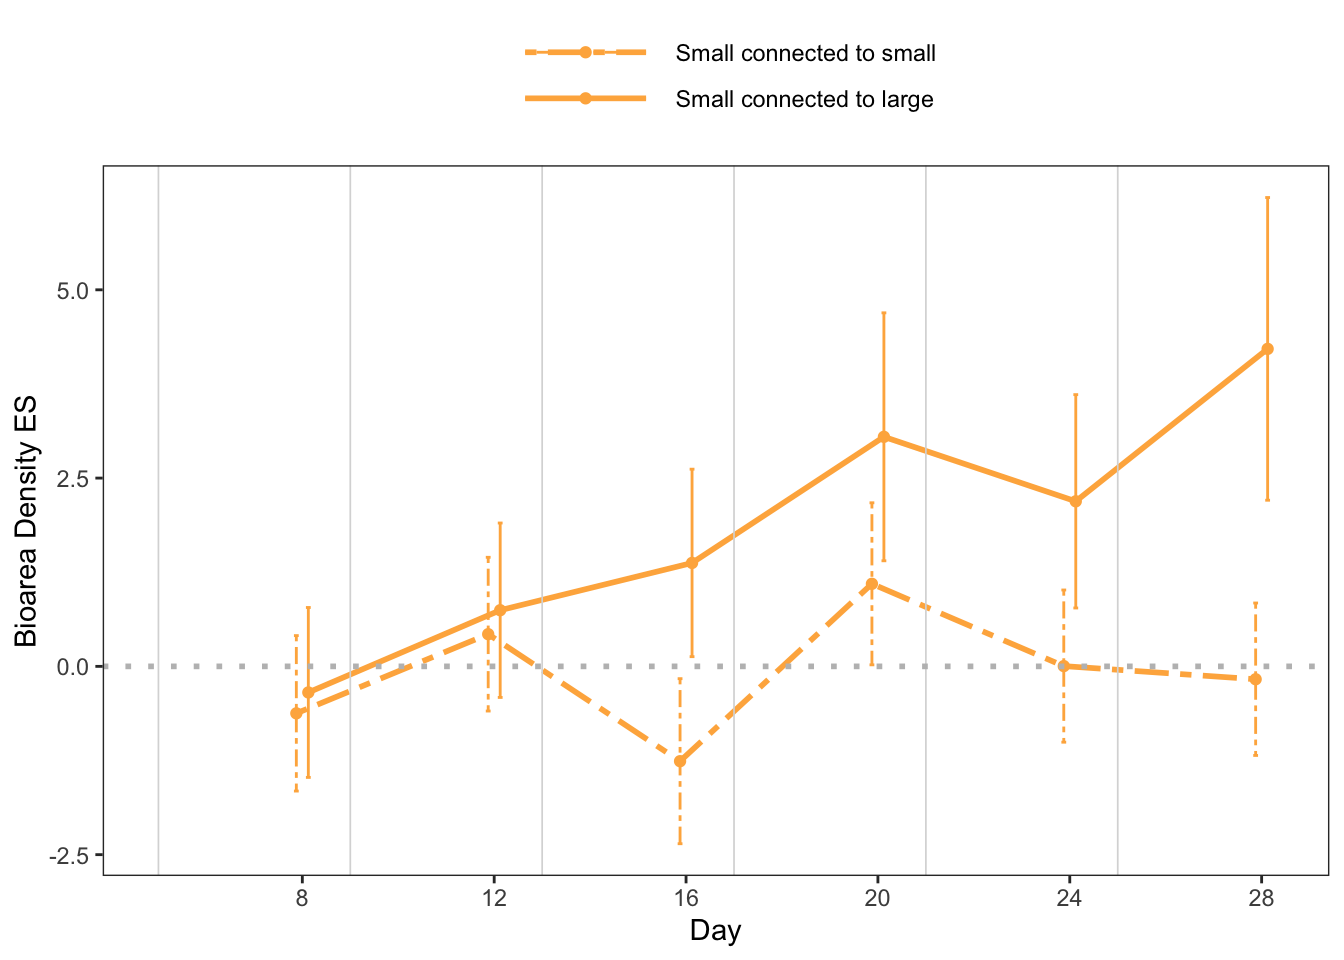 Small connected to small
Small connected to large
Bioarea Density ES
5.0
2.5
0.0
-2.5
8 12 16 20 24 28
Day